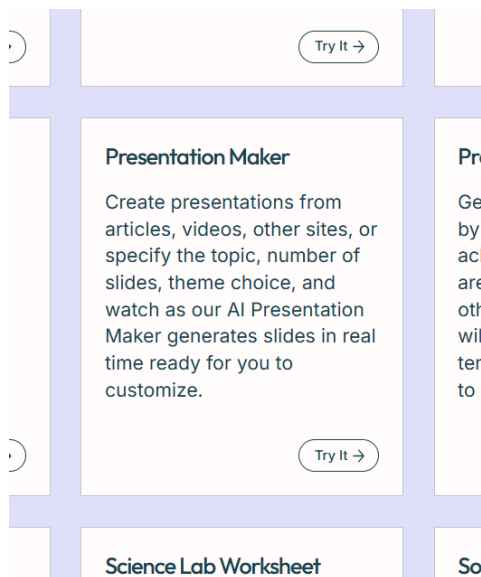 Try It →
Presentation Maker
Create presentations from
articles, videos, other sites, or
specify the topic, number of
slides, theme choice, and
watch as our AI Presentation
Maker generates slides in real
time ready for you to
customize.
by
to
Try It →
Science Lab Worksheet